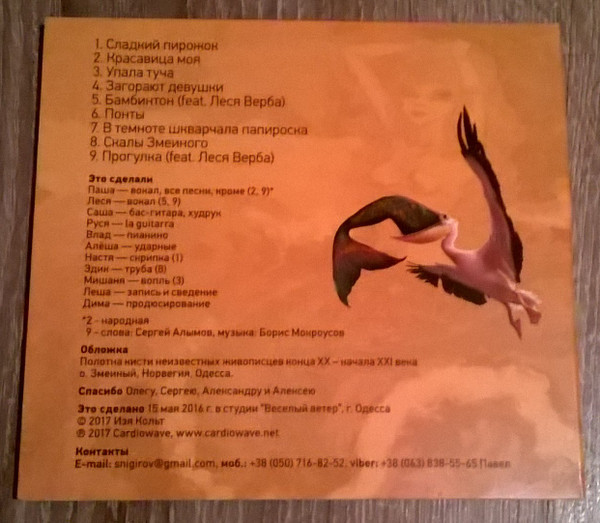 1. Сладкий пирожок
2. Красавица моя
3. Упала туча
4. Загорают девушки
5. Бамбинтон (feat. Леся Верба)
6. Понты
7. В темноте шкварчала папироска
8. Скалы Змеиного
9. Прогулка (feat. Леся Верба)
Это сделали
Паша — вокал, все песни, кроме (2, 9)*
Леся — вокал (5, 9)
Саша — бас-гитара, худрук
Руся — la guitarra
Влад — пианино
Алёша — ударные
Настя — скрипка (1)
Эдик — труба (8)
Мишаня — вопль (3)
Леша — запись и сведение
Дима — продюсирование
*2 - народная
9 - слова: Сергей Алымов, музыка: Борис Мокроусов
Обложка
Полотна кисти неизвестных живописцев конца XX – начала XXI века
о. Змеиный, Норвегия, Одесса.
Спасибо Олегу, Сергею, Александру и Алексею
Это сделано 15 мая 2016 г. в студии "Веселый ветер", г. Одесса
© 2017 Изя Кольт
℗ 2017 Cardiowave, www.cardiowave.net
Контакты
E-mail: snigirov@gmail.com, моб.: +38 (050) 716-82-52, viber: +38 (063) 838-55-65 Павел